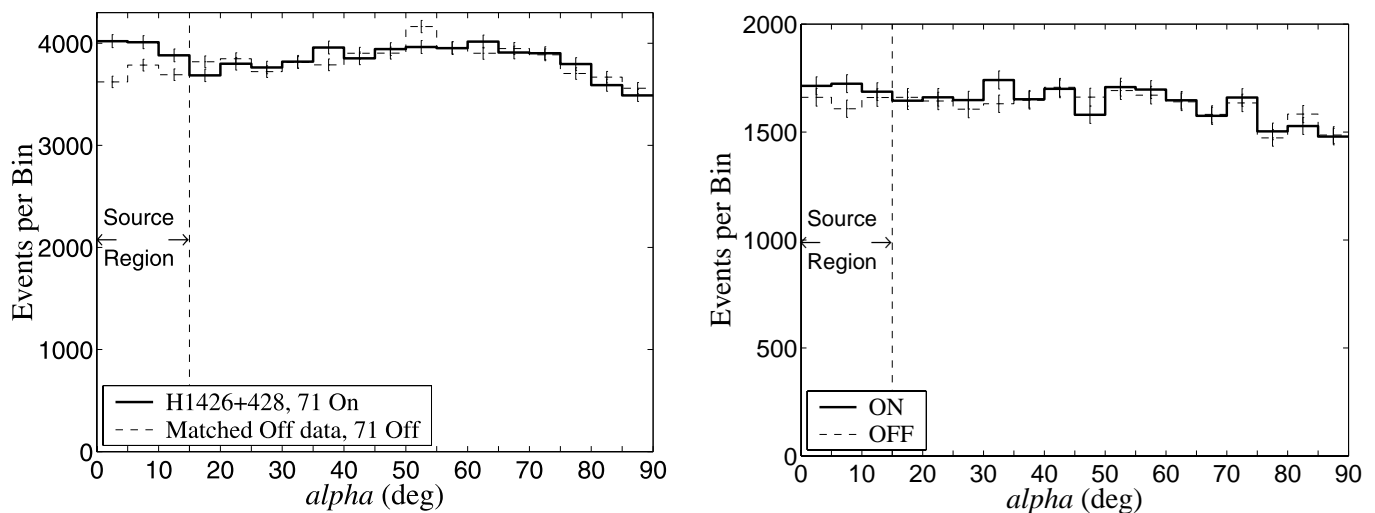 4000
3000
2000
1000
0
Events per Bin
Source
Region
H1426+428, 71 On
Matched Off data, 71 Off
0 10 20 30 40 50 60 70 80 90
alpha (deg)
2000
1500
1000
500
0
Events per Bin
Source
Region
ON
OFF
0 10 20 30 40 50 60 70 80 90
alpha (deg)